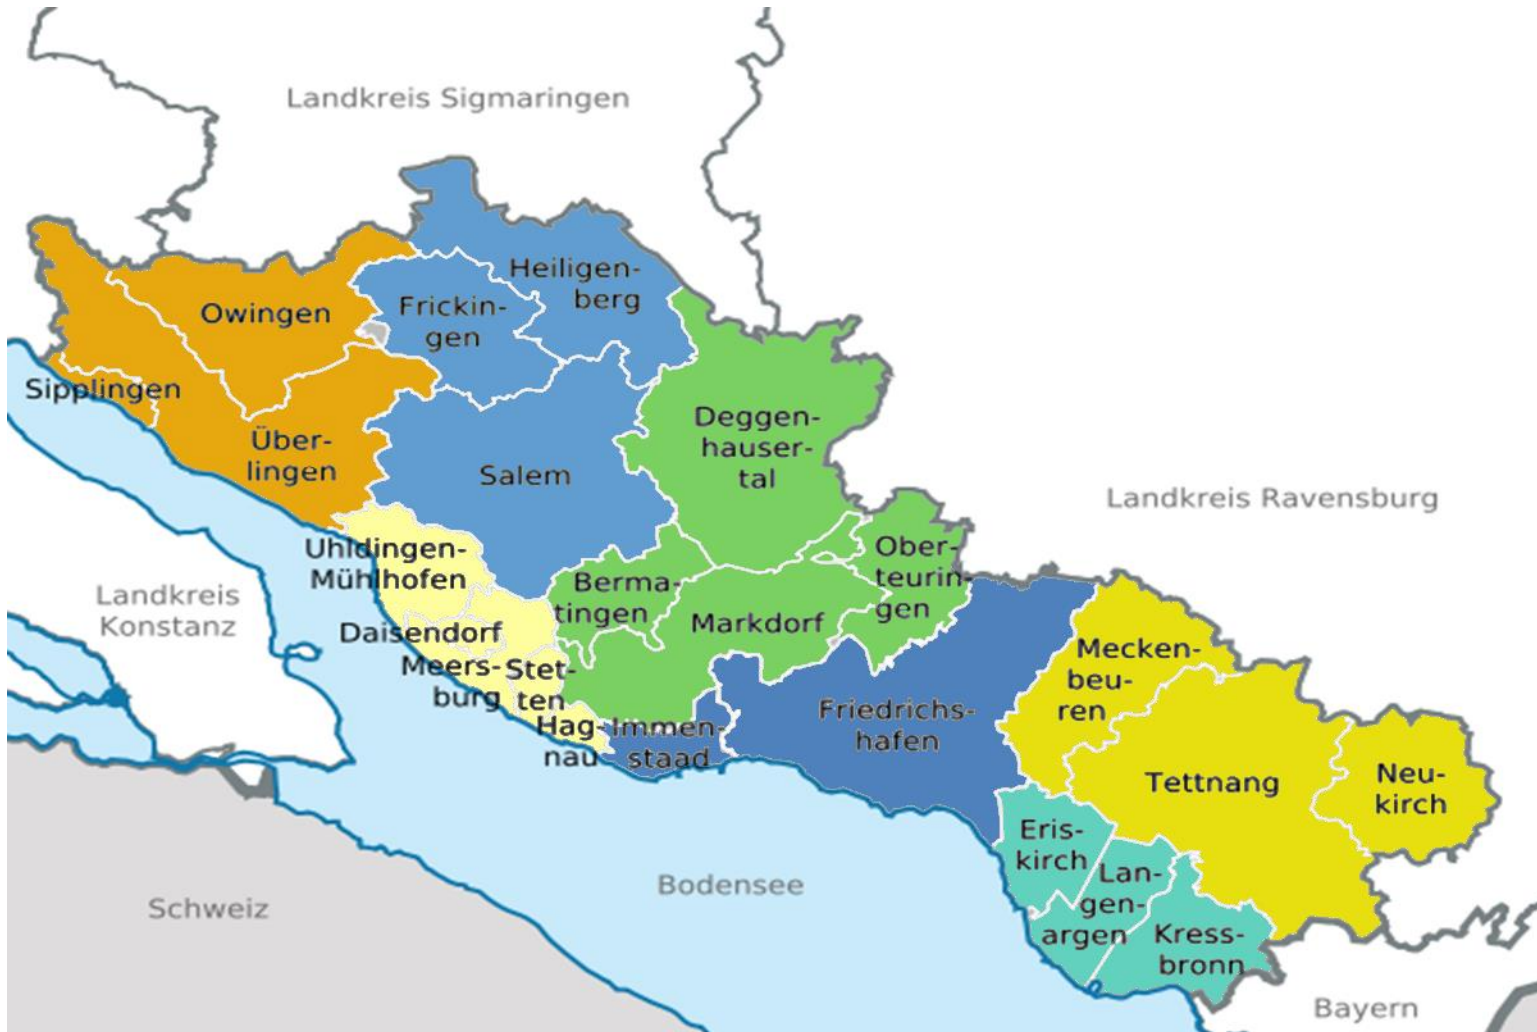 Landkreis Sigmaringen
Heiligen-
berg
Frickin-
gen
Owingen
Sipplingen
Über-
lingen
Salem
Deggen-
hauser-
tal
Landkreis Ravensburg
Uhldingen-
Mühlhofen
Ober-
teurin-
gen
Berma-
tingen
Markdorf
Landkreis
Konstanz
Daisendorf
Meers-
burg
Stet-
ten
Hag-
nau
Immen-
staad
Friedrichs-
hafen
Mecken-
beu-
ren
Tettnang
Neu-
kirch
Eris-
kirch
Lan-
gen-
argen
Kress-
bronn
Bodensee
Schweiz
Bayern